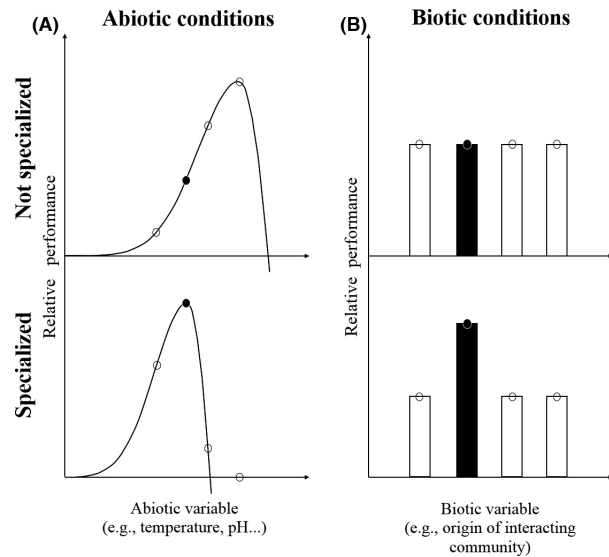 (A) Abiotic conditions
(B) Biotic conditions
Not specialized
Specialized
Relative performance
Relative performance
Abiotic variable
(e.g., temperature, pH...)
Biotic variable
(e.g., origin of interacting
community)